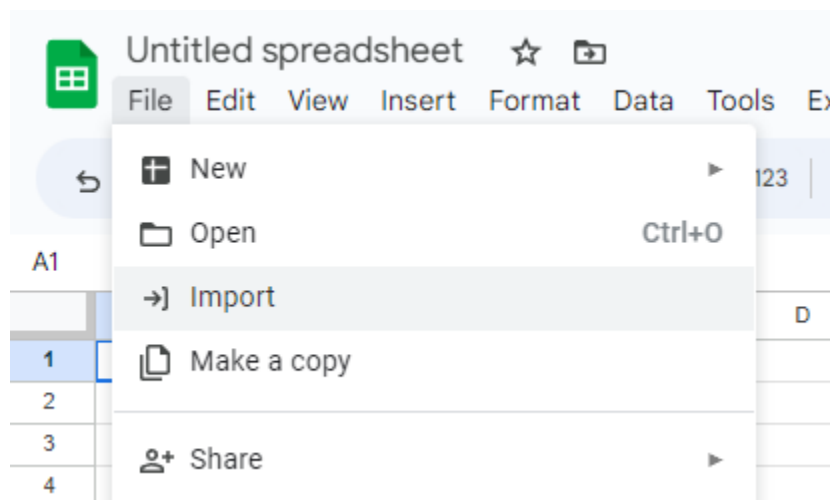 Untitled spreadsheet
File Edit View Insert Format Data Tools
New
123
Open Ctrl+O
A1
Import
D
1
Make a copy
2
3
Share
4